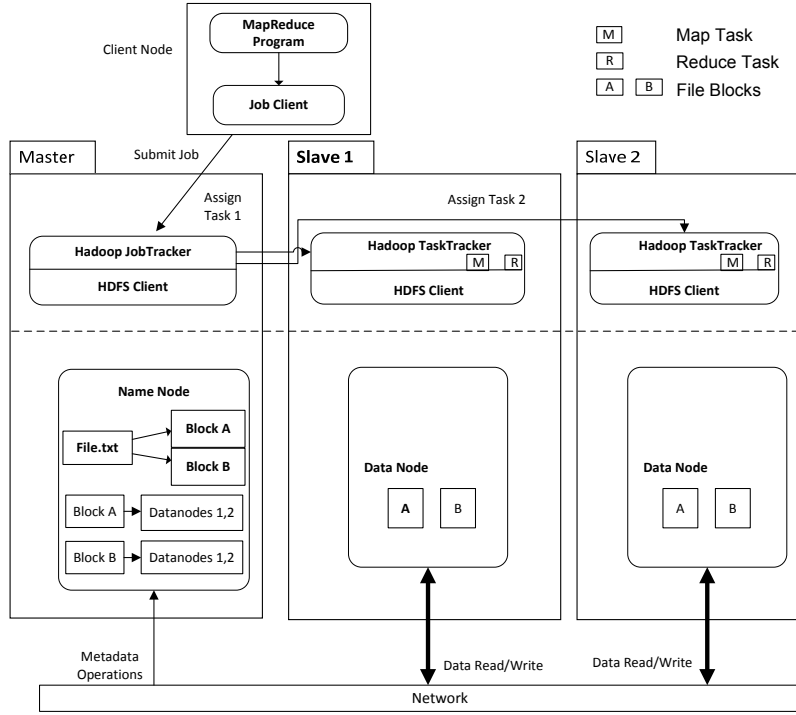 MapReduce
Program
Client Node
Job Client
M Map Task
R Reduce Task
A B File Blocks
Master
Submit Job
Slave 1
Slave 2
Assign
Task 1
Assign Task 2
Hadoop JobTracker
HDFS Client
Hadoop TaskTracker
M R
HDFS Client
Hadoop TaskTracker
M R
HDFS Client
Name Node
File.txt
Block A
Block B
Block A
Datanodes 1,2
Block B
Datanodes 1,2
Data Node
A B
Data Node
A B
Metadata
Operations
Data Read/Write
Data Read/Write
Network